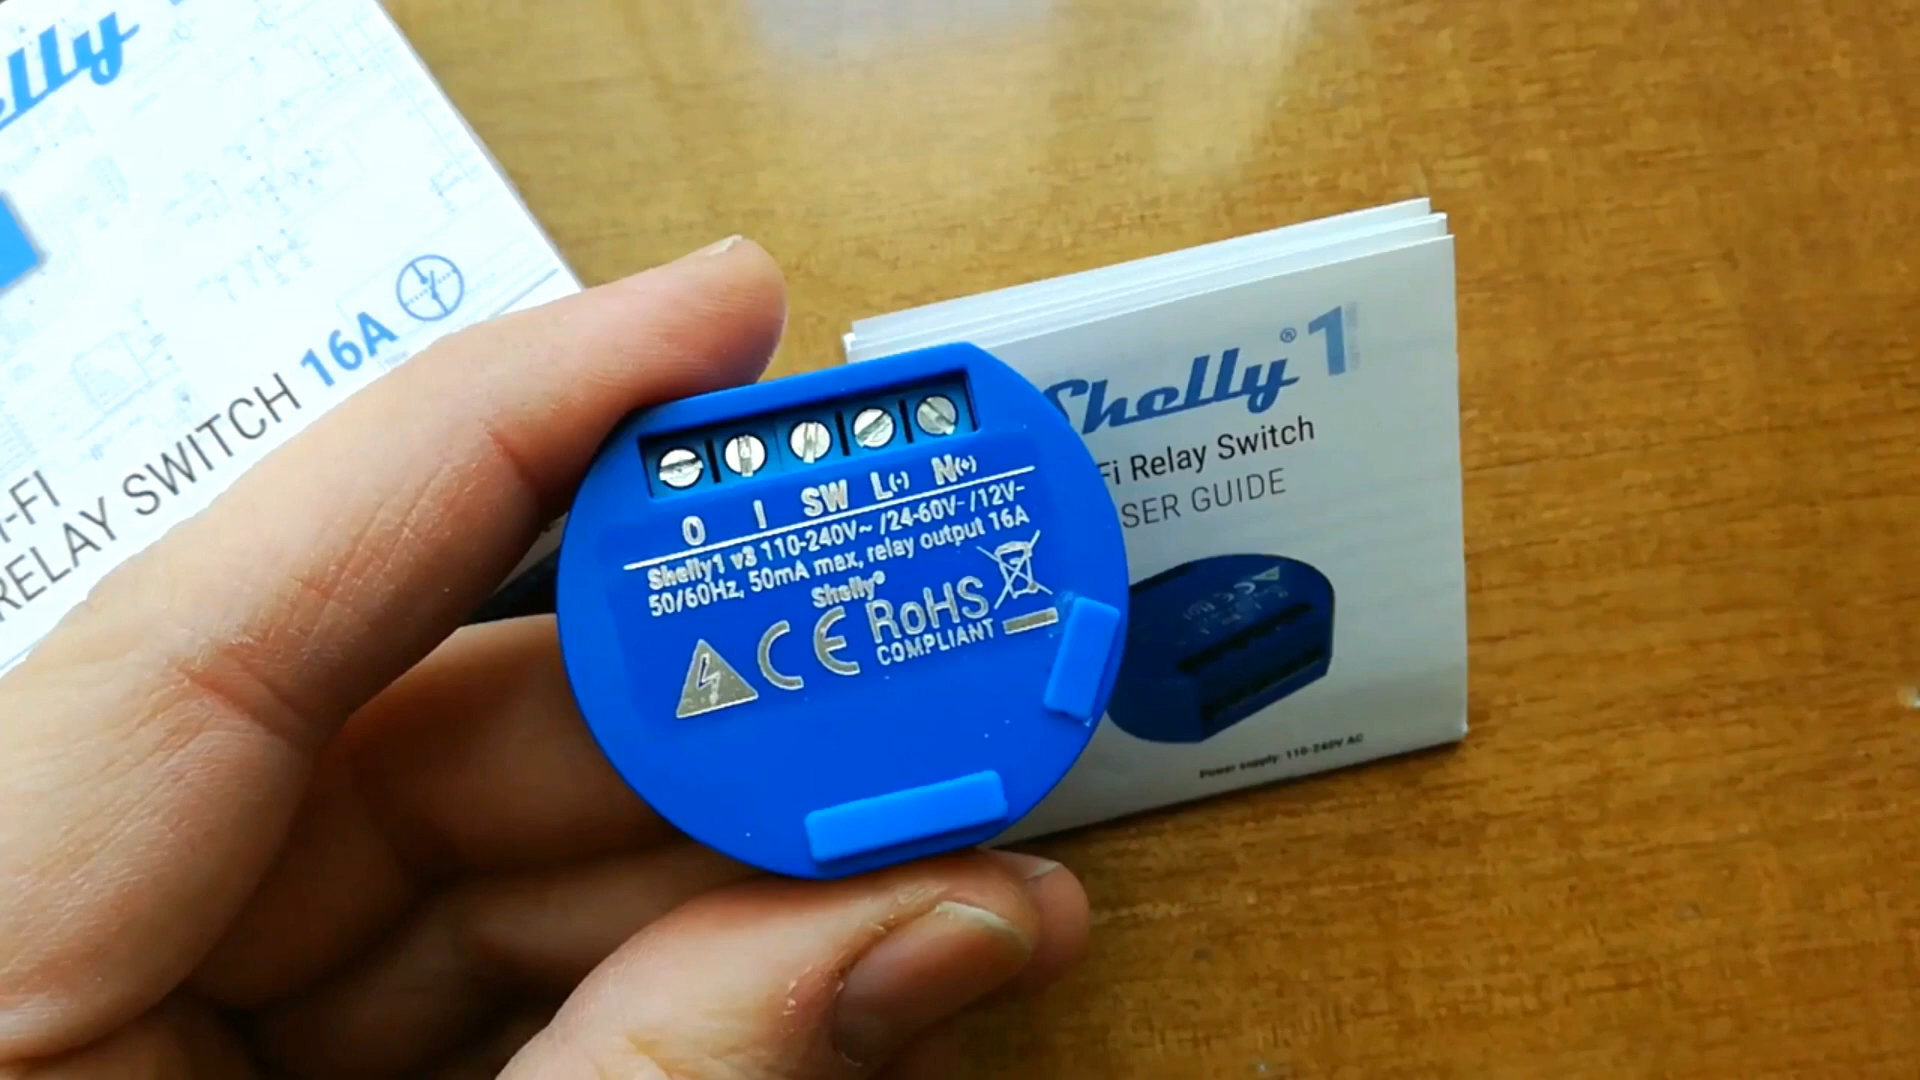 elly
-FI
RELAY SWITCH 16A
O I SW L(-) N(+)
Shelly1 v3 110-240V~ /24-60V⎓ /12V⎓
50/60Hz, 50mA max, relay output 16A
Shelly®
CE RoHS
COMPLIANT
Shelly® 1
Fi Relay Switch
SER GUIDE
Power supply: 110-240V AC